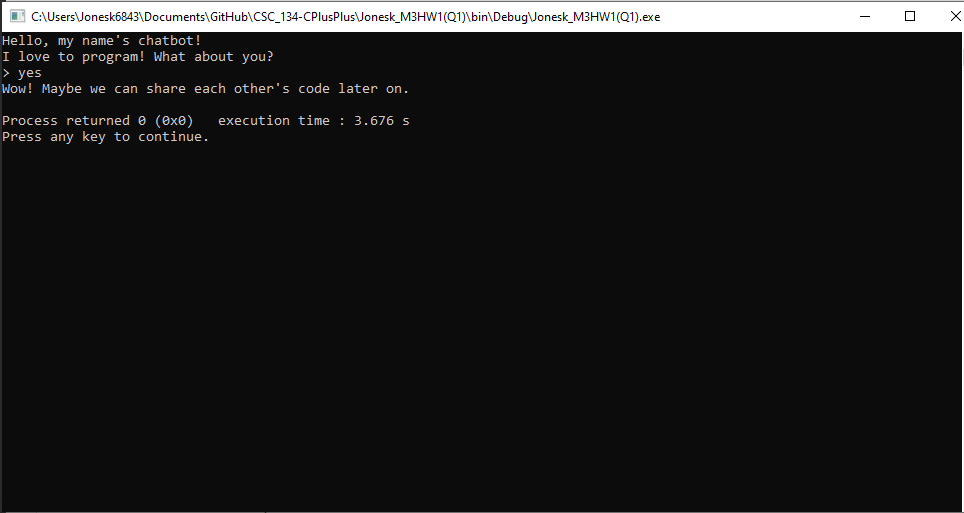 C:\Users\Jonesk6843\Documents\GitHub\CSC_134-CPlusPlus\Jonesk_M3HW1(Q1)\bin\Debug\Jonesk_M3HW1(Q1).exe
Hello, my name's chatbot!
I love to program! What about you?
> yes
Wow! Maybe we can share each other's code later on.

Process returned 0 (0x0)   execution time : 3.676 s
Press any key to continue.